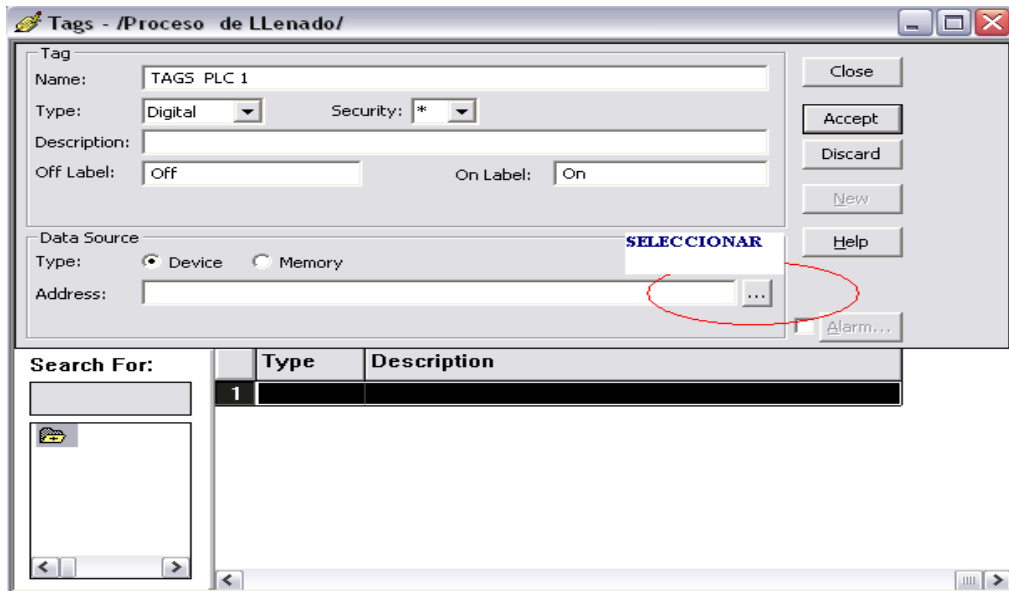 Tags - /Proceso de LLenado/
Tag
Name: TAGS PLC 1
Close
Type: Digital Security: *
Accept
Description:
Discard
Off Label: Off On Label: On
New
Data Source
SELECCIONAR
Help
Type: Device Memory
Address: ...
Alarm...
Search For:
Type Description
1